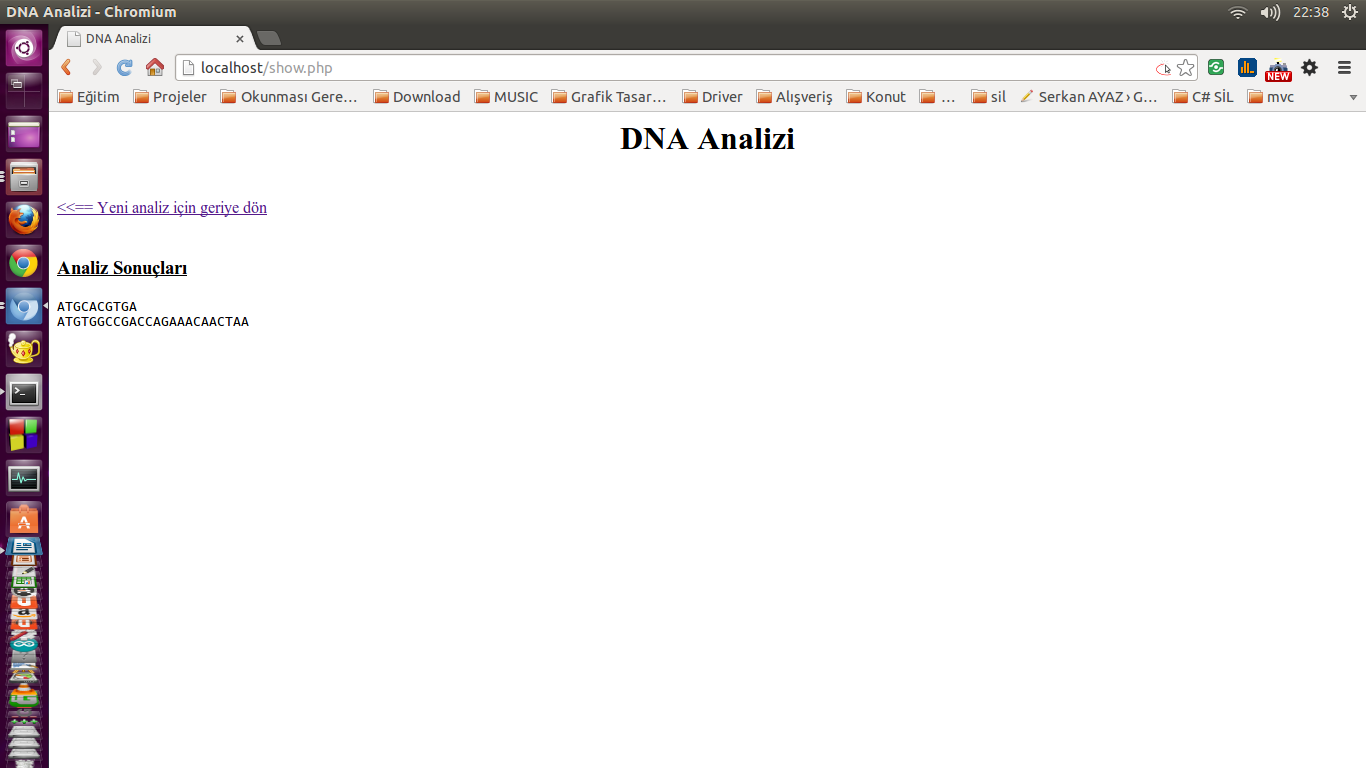 DNA Analizi - Chromium
22:38
DNA Analizi
localhost/show.php
NEW
Eğitim Projeler Okunması Gere... Download MUSIC Grafik Tasar... Driver Alışveriş Konut ... sil Serkan AYAZ › G... C# SİL mvc
DNA Analizi
<<== Yeni analiz için geriye dön
Analiz Sonuçları
ATGCACGTGA
ATGTGGCCGACCAGAAACAACTAA